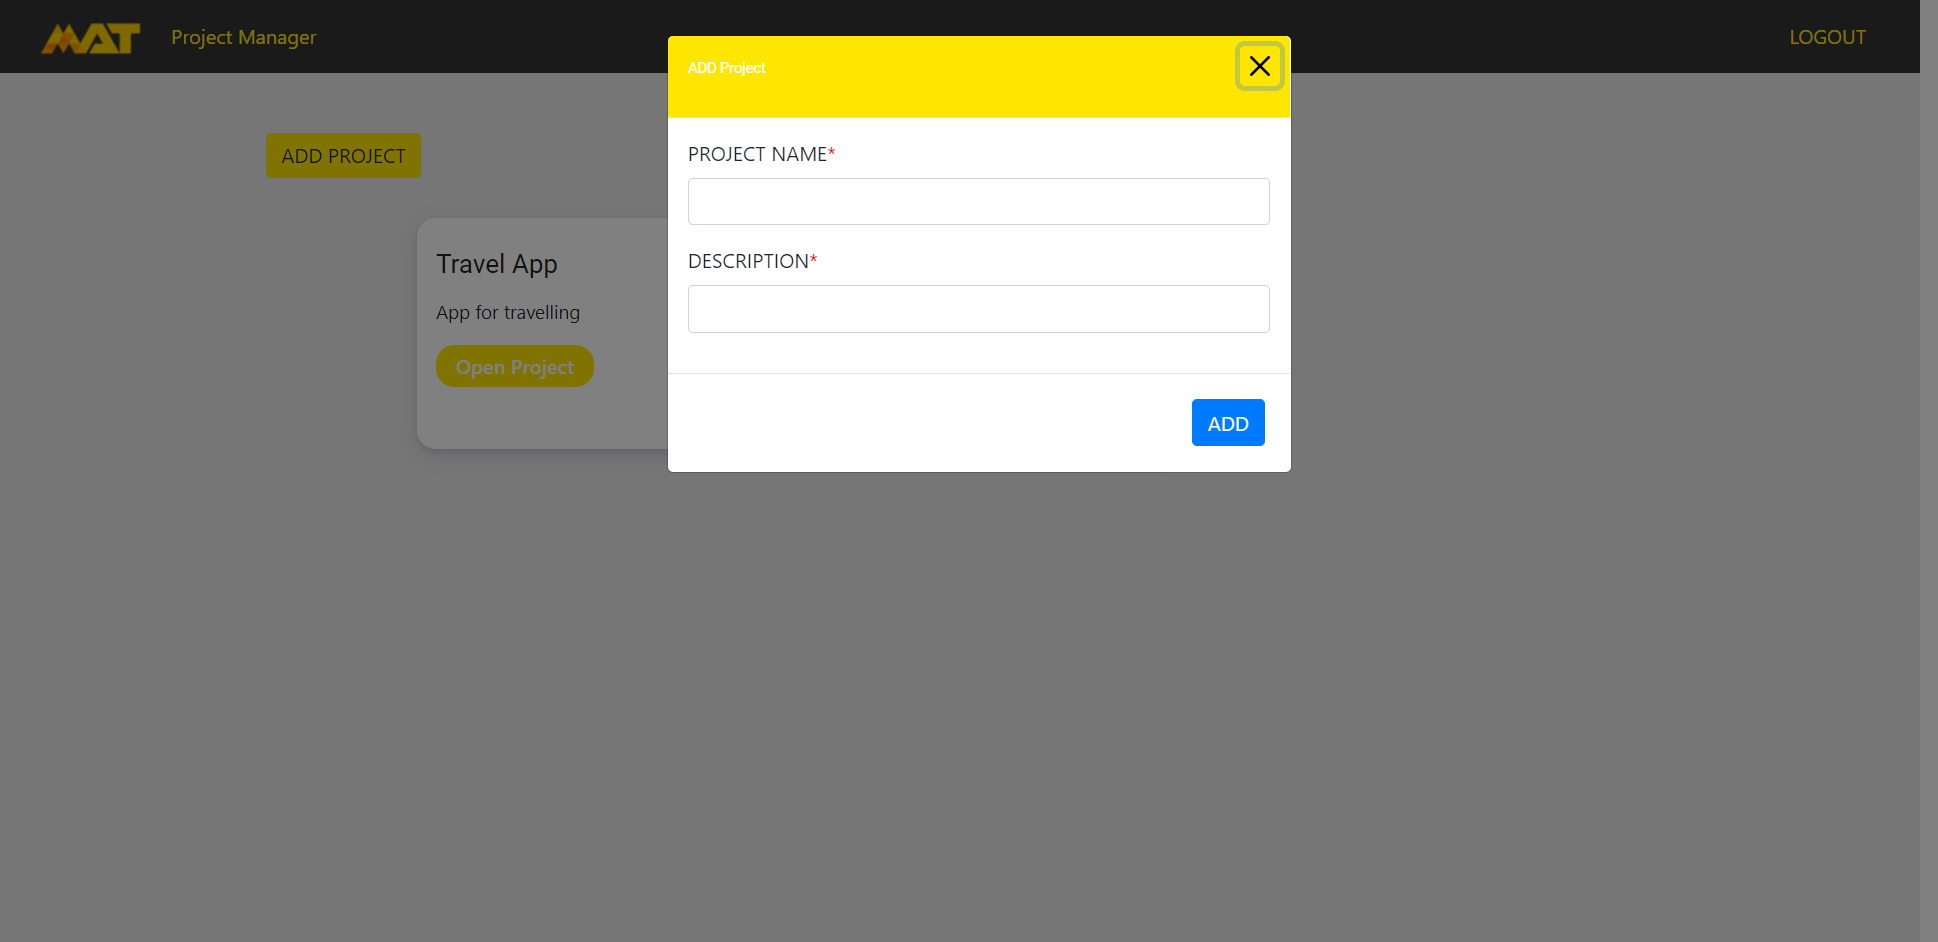 MAT
Project Manager
LOGOUT
ADD Project
ADD PROJECT
PROJECT NAME*
DESCRIPTION*
Travel App
App for travelling
Open Project
ADD